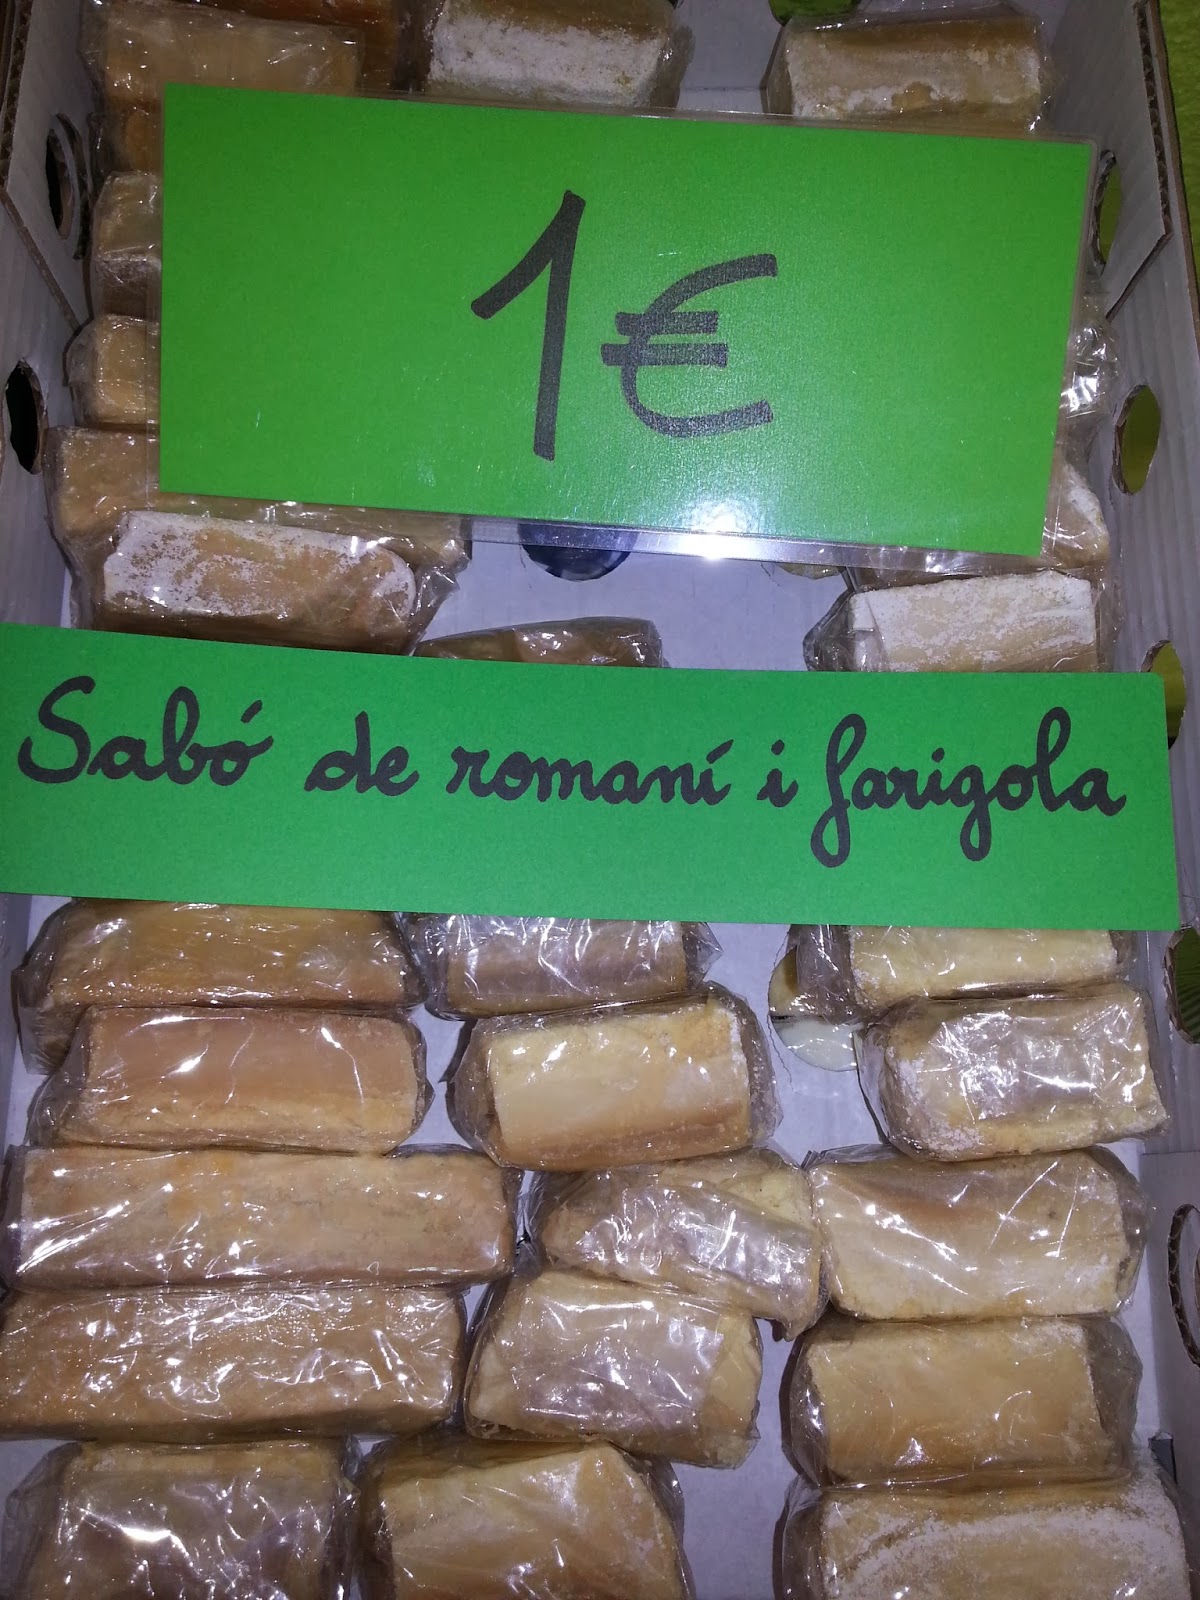 1€
Sabó de romaní i farigola